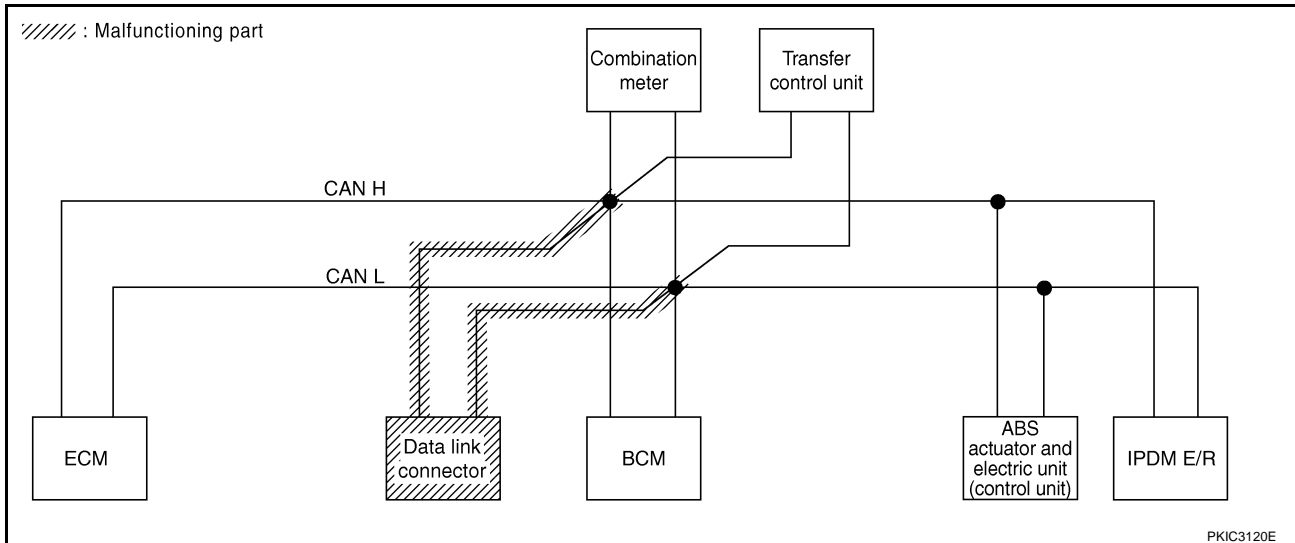 : Malfunctioning part
Combination
meter
Transfer
control unit
CAN H
CAN L
ECM
Data link
connector
BCM
ABS
actuator and
electric unit
(control unit)
IPDM E/R
PKIC3120E